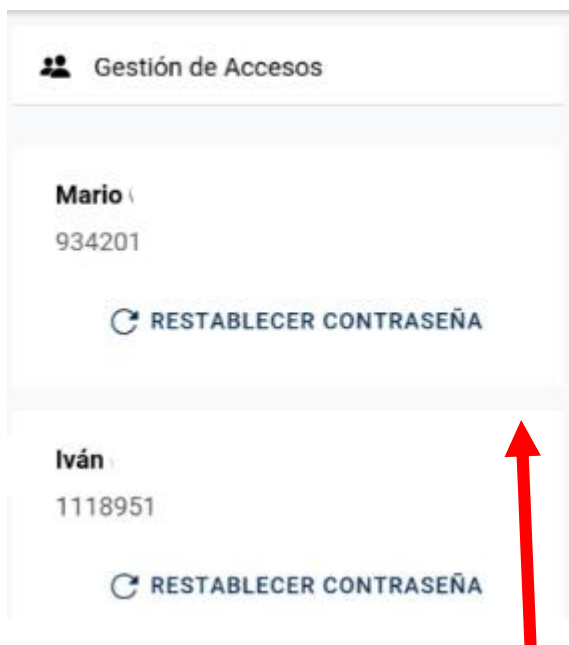 Gestión de Accesos
Mario
934201
RESTABLECER CONTRASEÑA
Iván
1118951
RESTABLECER CONTRASEÑA